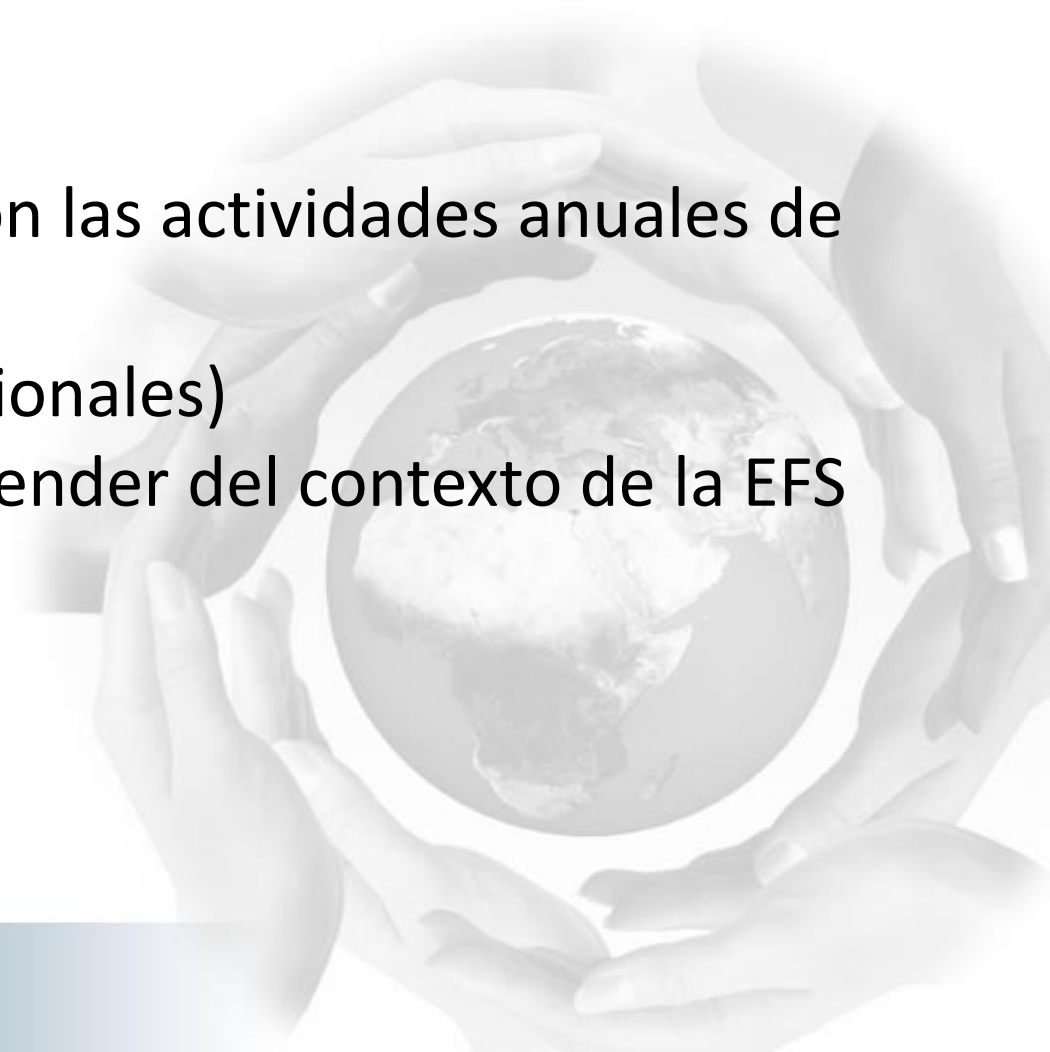 on las actividades anuales de
ionales)
ender del contexto de la EFS